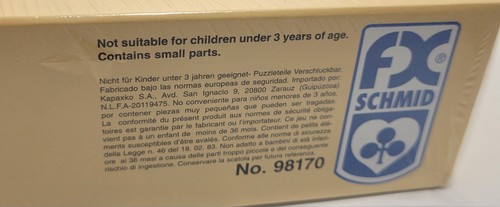 Not suitable for children under 3 years of age.
Contains small parts.
Nicht für Kinder unter 3 jahren geeignet- Puzzleteile Verschluckbar.
Fabricado bajo las normas europeas de seguridad. Importado por:
Kapaxko S.A., Avd. San Ignacio 9, 20800 Zarauz (Guipúzcoa)
N.I.F.A-20119475. No conveniente para niños menores de 3 años,
por contener piezas muy pequeñas que pueden ser tragadas.
La conformité du présent produit aux normes de sécurité obliga-
toires est garantie par le fabricant ou l'importateur. Ce jeu ne con-
vient pas à un enfant de moins de 36 mois. Contient de petits élé-
ments susceptibles d'être avalés. Conforme alle norme di sicurezza
della Legge n. 46 del 18. 02. 83. Non adatto a bambini di età inferi-
ore ai 36 mesi a causa delle parti troppo piccole e del conseguente
rischio di ingestione. Conservare la scatola per futura referenza.
No. 98170
FX
®
SCHMID